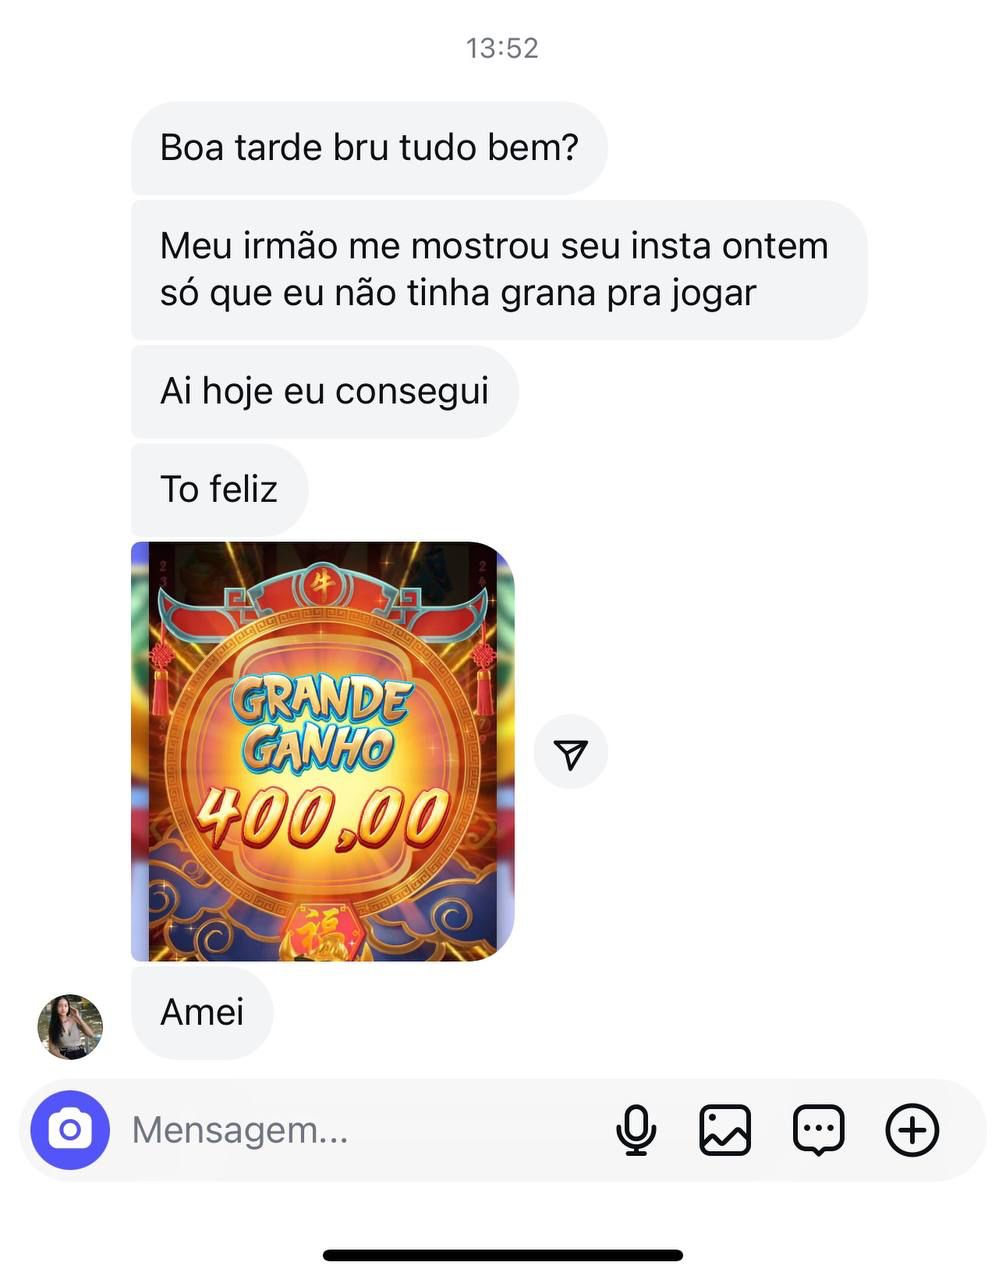 13:52
Boa tarde bru tudo bem?
Meu irmão me mostrou seu insta ontem
só que eu não tinha grana pra jogar
Ai hoje eu consegui
To feliz
牛
GRANDE
GANHO
400,00
福
Amei
Mensagem...